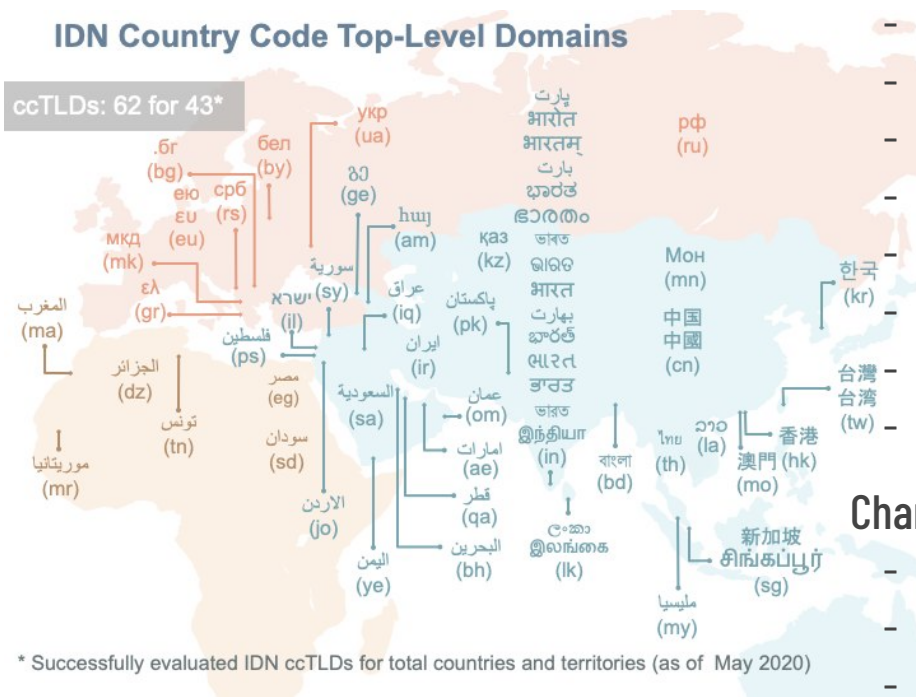 IDN Country Code Top-Level Domains
ccTLDs: 62 for 43*
.бг
(bg)
бел
(by)
укр
(ua)
рф
(ru)
ею
ευ
(eu)
срб
(rs)
мкд
(mk)
ελ
(gr)
გე
(ge)
հայ
(am)
қаз
(kz)
Мон
(mn)
中国
中國
(cn)
한국
(kr)
台灣
台湾
(tw)
香港
(hk)
澳門
(mo)
ລາວ
(la)
ไทย
(th)
বাংলা
(bd)
新加坡
சிங்கப்பூர்
(sg)
مليسيا
(my)
ලංකා
இலங்கை
(lk)
ڀارت
भारोत
भारतम्
بارت
ಭಾರತ
ഭാരതം
ভাৰত
ଭାରତ
भारत
بھارت
భారత్
ભારત
ਭਾਰਤ
ভারত
இந்தியா
(in)
پاکستان
(pk)
سورية
(sy)
ישרא
(il)
فلسطين
(ps)
عراق
(iq)
ایران
(ir)
السعودية
(sa)
عمان
(om)
امارات
(ae)
قطر
(qa)
البحرين
(bh)
اليمن
(ye)
الاردن
(jo)
مصر
(eg)
سودان
(sd)
تونس
(tn)
الجزائر
(dz)
المغرب
(ma)
موريتانيا
(mr)
Char
* Successfully evaluated IDN ccTLDs for total countries and territories (as of May 2020)